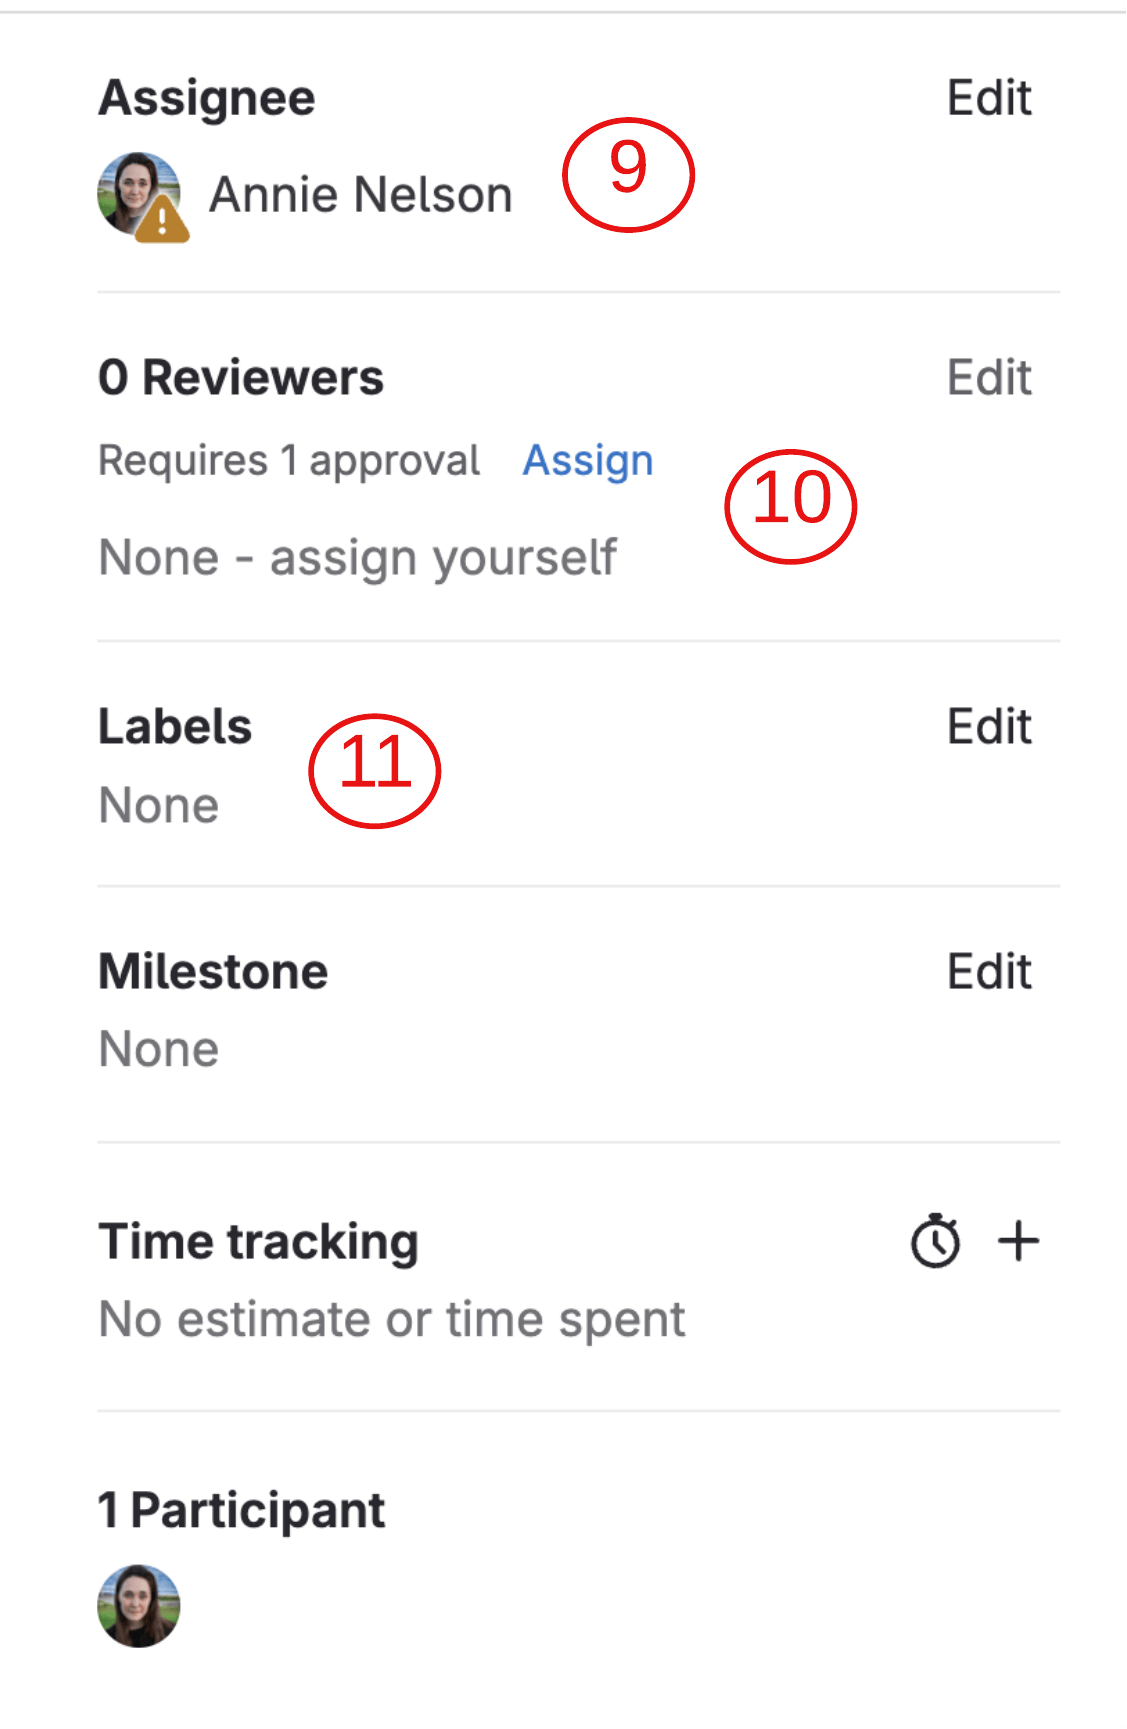 Assignee Edit
Annie Nelson 9
0 Reviewers Edit
Requires 1 approval Assign 10
None - assign yourself
Labels Edit
11
None
Milestone Edit
None
Time tracking
No estimate or time spent
1 Participant